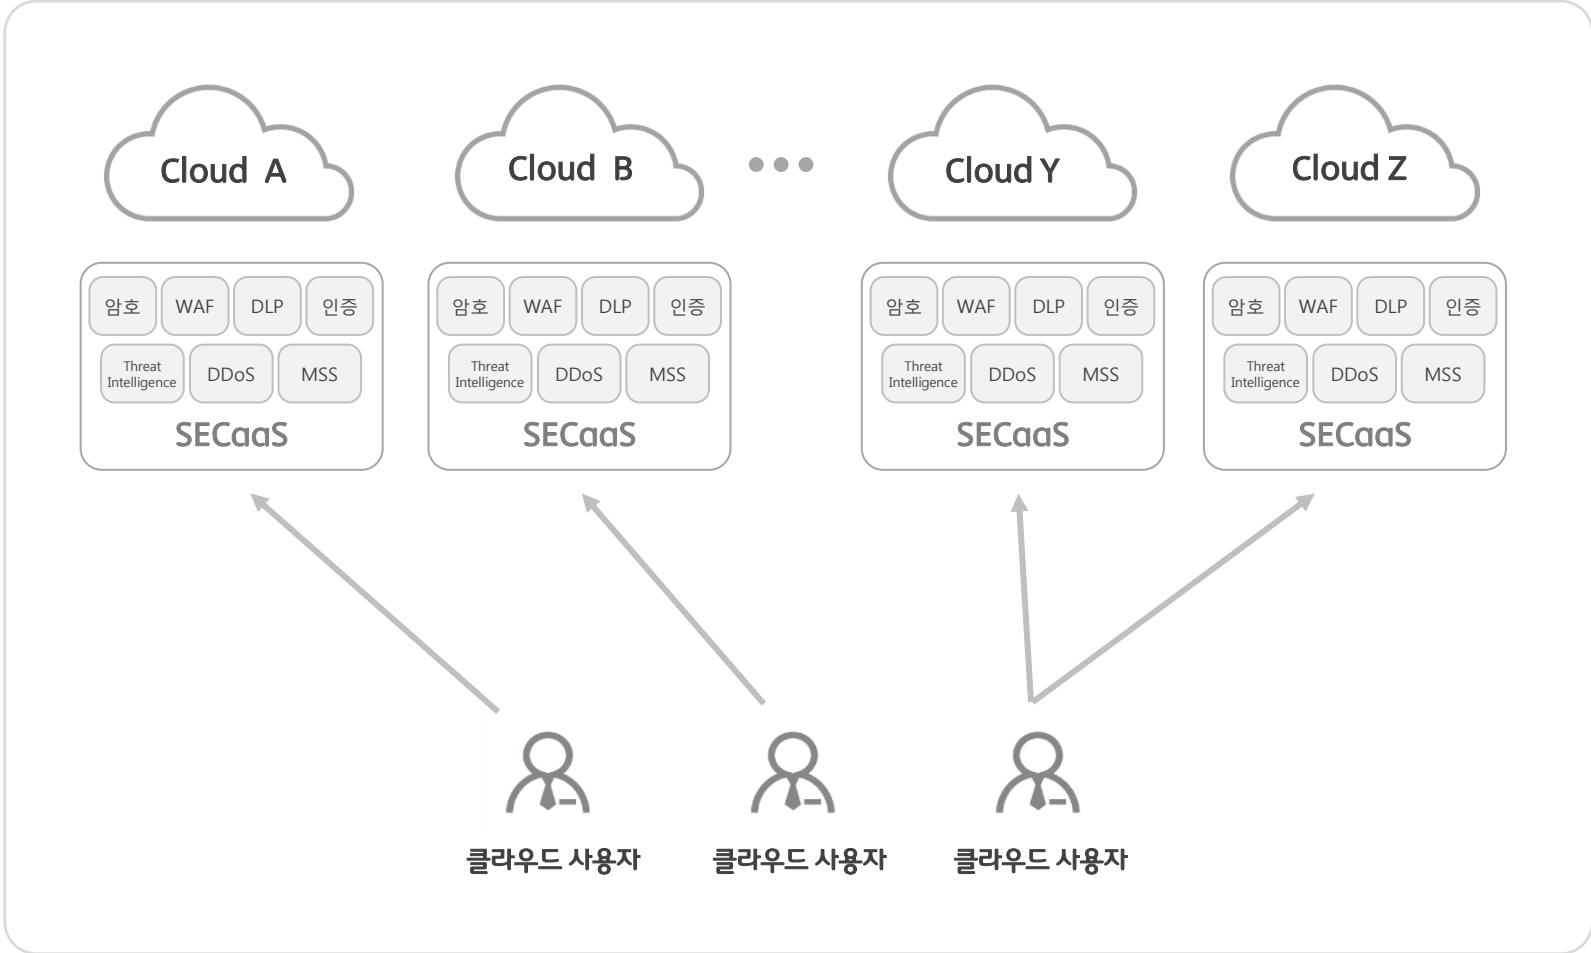 Cloud A
Cloud B
Cloud Y
Cloud Z
암호 WAF DLP 인증
Threat
Intelligence
DDoS MSS
SECaaS
암호 WAF DLP 인증
Threat
Intelligence
DDoS MSS
SECaaS
암호 WAF DLP 인증
Threat
Intelligence
DDoS MSS
SECaaS
암호 WAF DLP 인증
Threat
Intelligence
DDoS MSS
SECaaS
클라우드 사용자
클라우드 사용자
클라우드 사용자